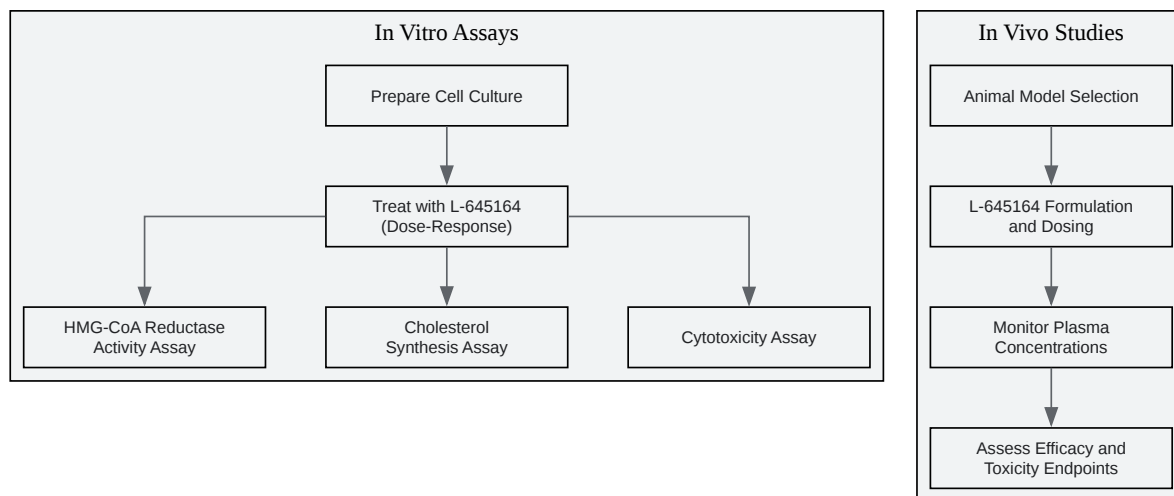 In Vitro Assays
Prepare Cell Culture
Treat with L-645164
(Dose-Response)
HMG-CoA Reductase
Activity Assay
Cholesterol
Synthesis Assay
Cytotoxicity Assay
In Vivo Studies
Animal Model Selection
L-645164 Formulation
and Dosing
Monitor Plasma
Concentrations
Assess Efficacy and
Toxicity Endpoints